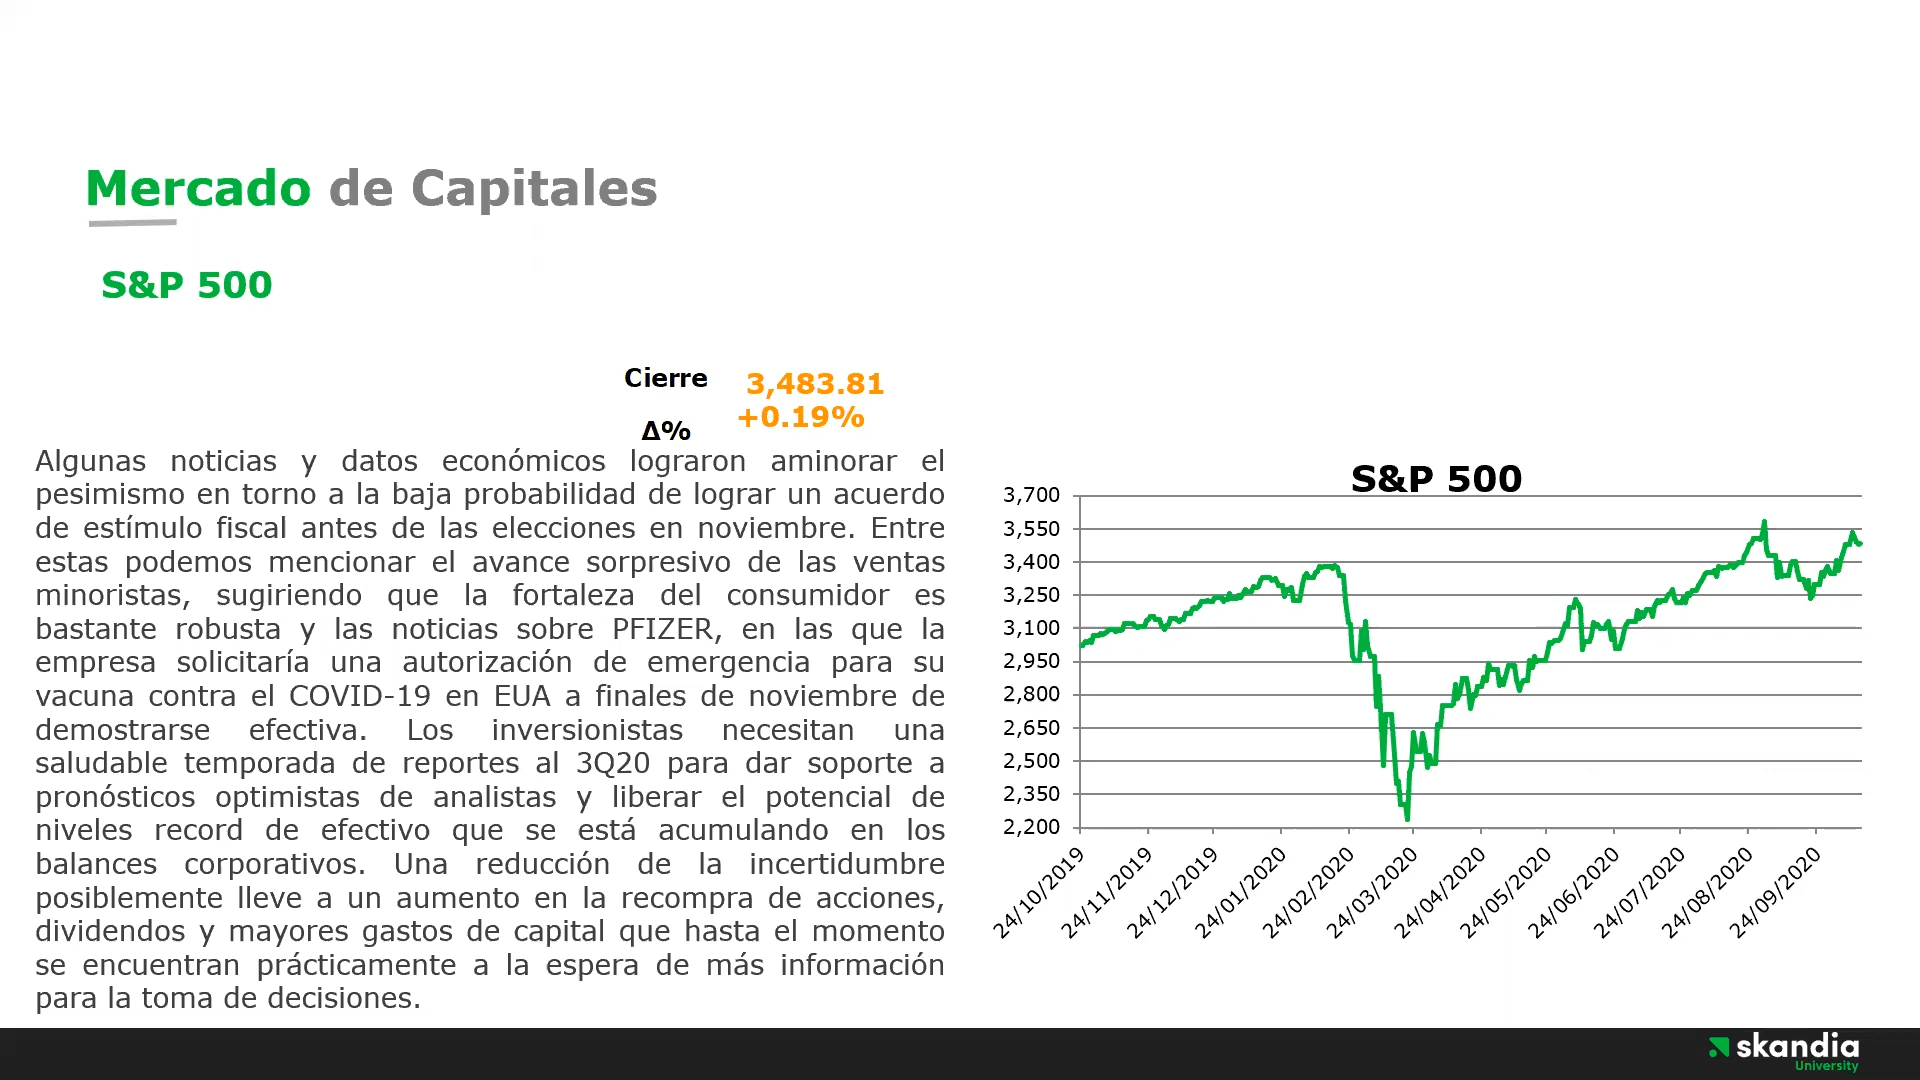 Mercado de Capitales
S&P 500
Cierre 3,483.81
Δ% +0.19%
Algunas noticias y datos económicos lograron aminorar el
pesimismo en torno a la baja probabilidad de lograr un acuerdo
de estímulo fiscal antes de las elecciones en noviembre. Entre
estas podemos mencionar el avance sorpresivo de las ventas
minoristas, sugiriendo que la fortaleza del consumidor es
bastante robusta y las noticias sobre PFIZER, en las que la
empresa solicitaría una autorización de emergencia para su
vacuna contra el COVID-19 en EUA a finales de noviembre de
demostrarse efectiva. Los inversionistas necesitan una
saludable temporada de reportes al 3Q20 para dar soporte a
pronósticos optimistas de analistas y liberar el potencial de
niveles record de efectivo que se está acumulando en los
balances corporativos. Una reducción de la incertidumbre
posiblemente lleve a un aumento en la recompra de acciones,
dividendos y mayores gastos de capital que hasta el momento
se encuentran prácticamente a la espera de más información
para la toma de decisiones.
S&P 500
3,700
3,550
3,400
3,250
3,100
2,950
2,800
2,650
2,500
2,350
2,200
24/10/2019
24/11/2019
24/12/2019
24/01/2020
24/02/2020
24/03/2020
24/04/2020
24/05/2020
24/06/2020
24/07/2020
24/08/2020
24/09/2020
skandia
University